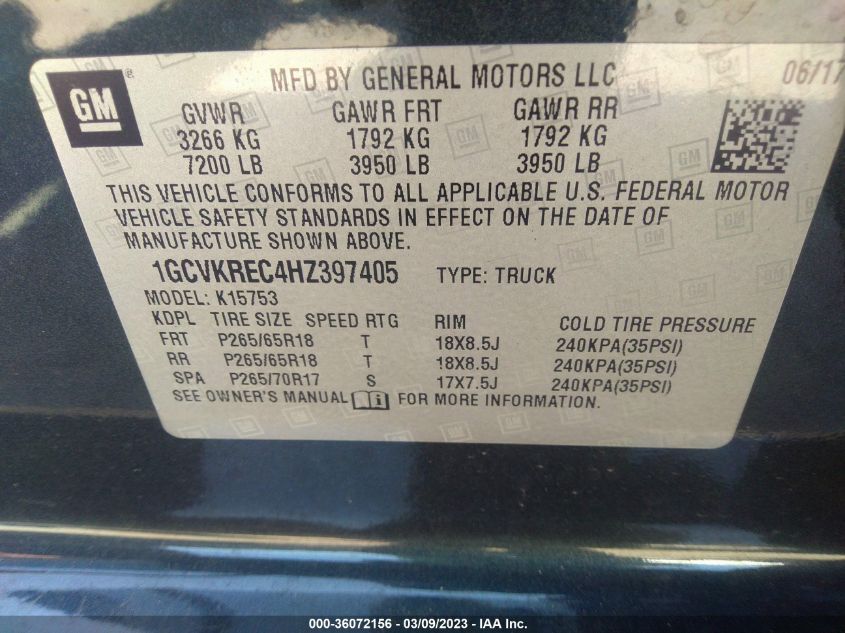 GM ® MFD BY GENERAL MOTORS LLC 06/17
GVWR GAWR FRT GAWR RR
3266 KG 1792 KG 1792 KG
7200 LB 3950 LB 3950 LB
THIS VEHICLE CONFORMS TO ALL APPLICABLE U.S. FEDERAL MOTOR
VEHICLE SAFETY STANDARDS IN EFFECT ON THE DATE OF
MANUFACTURE SHOWN ABOVE.
1GCVKREC4HZ397405 TYPE: TRUCK
MODEL: K15753
KDPL TIRE SIZE SPEED RTG RIM COLD TIRE PRESSURE
FRT P265/65R18 T 18X8.5J 240KPA(35PSI)
RR P265/65R18 T 18X8.5J 240KPA(35PSI)
SPA P265/70R17 S 17X7.5J 240KPA(35PSI)
SEE OWNER'S MANUAL FOR MORE INFORMATION.
000-36072156 - 03/09/2023 - IAA Inc.